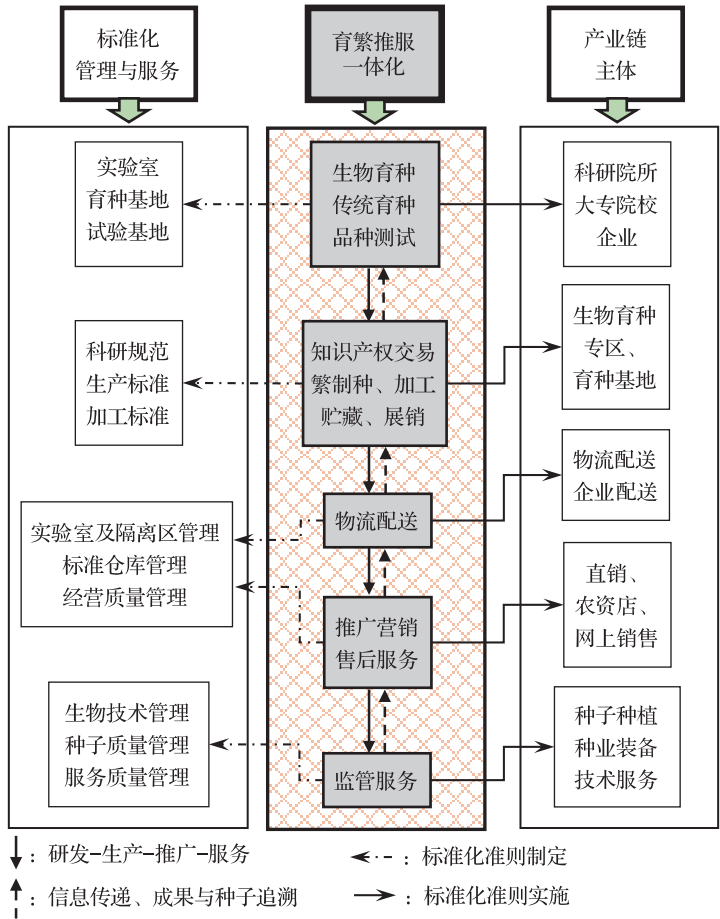 标准化
管理与服务
育繁推服
一体化
产业链
主体
实验室
育种基地
试验基地
科研规范
生产标准
加工标准
实验室及隔离区管理
标准仓库管理
经营质量管理
生物技术管理
种子质量管理
服务质量管理
生物育种
传统育种
品种测试
知识产权交易
繁制种、加工
贮藏、展销
物流配送
推广营销
售后服务
监管服务
科研院所
大专院校
企业
生物育种
专区、
育种基地
物流配送
企业配送
直销、
农资店、
网上销售
种子种植
种业装备
技术服务
：研发–生产–推广–服务
：标准化准则制定
：信息传递、成果与种子追溯
：标准化准则实施